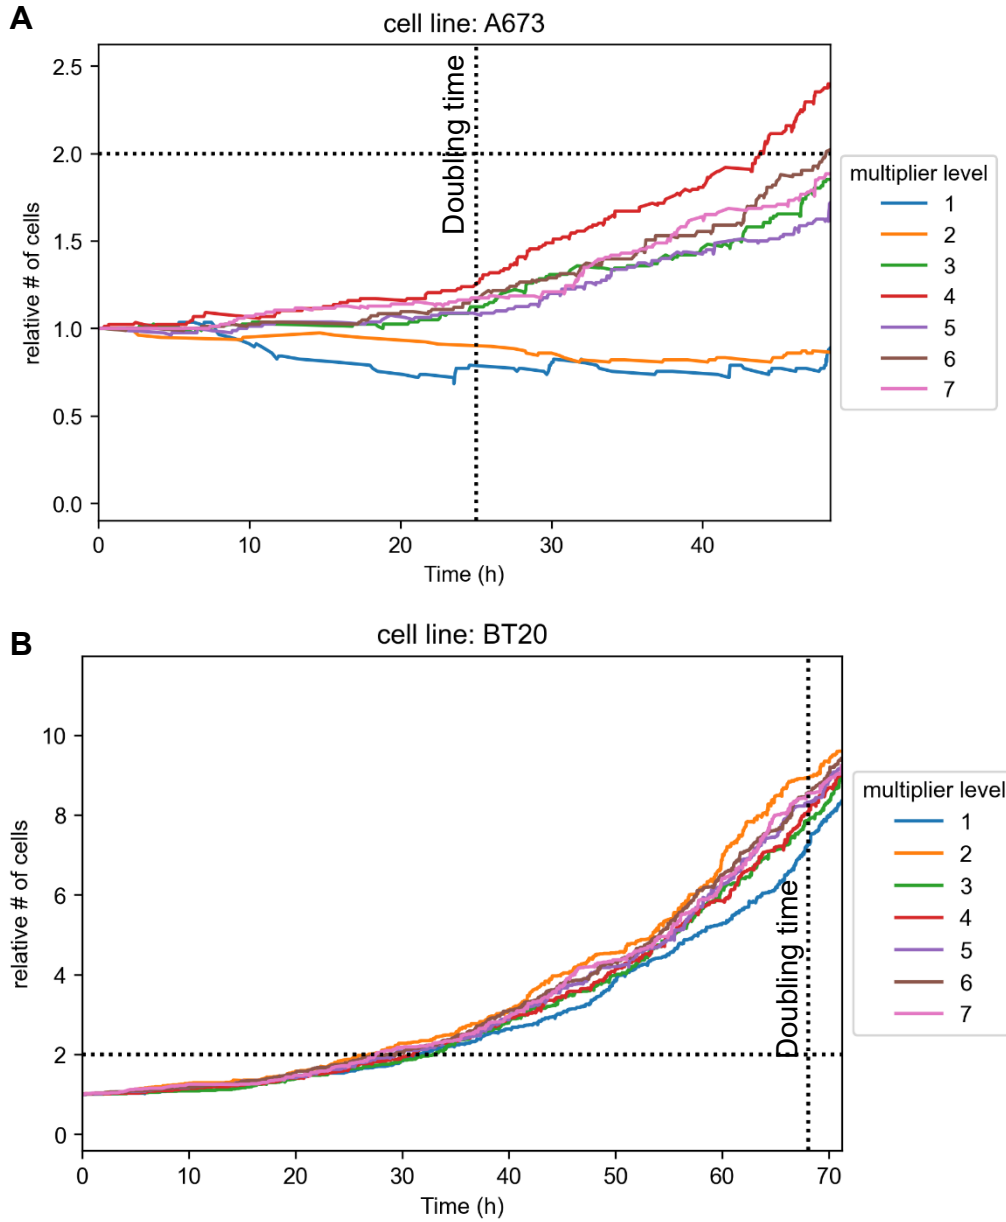 A
cell line: A673
2.5
2.0
1.5
1.0
0.5
0.0
relative # of cells
Doubling time
0 10 20 30 40
Time (h)
multiplier level
1
2
3
4
5
6
7
B
cell line: BT20
10
8
6
4
2
0
relative # of cells
Doubling time
0 10 20 30 40 50 60 70
Time (h)
multiplier level
1
2
3
4
5
6
7